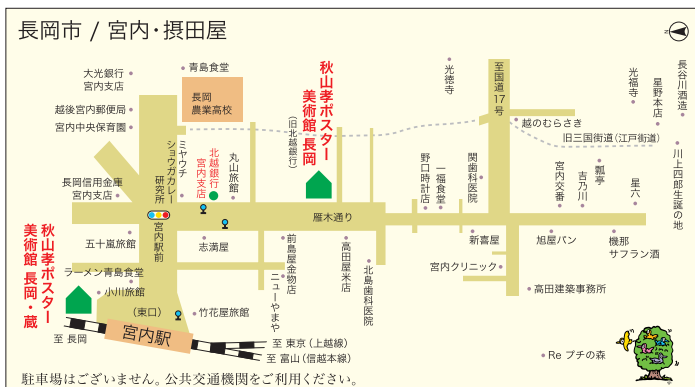 長岡市 / 宮内・摂田屋
大光銀行
宮内支店
青島食堂
越後宮内郵便局
長岡
農業高校
宮内中央保育園
ミヤウチ
ショウガカレー
研究所
北越銀行
宮内支店
丸山旅館
秋山孝ポスター
美術館 長岡
(旧北越銀行)
光徳寺
至国道17号
越のむらさき
旧三国街道(江戸街道)
光福寺
星野本店
長谷川酒造
川上四郎生誕の地
長岡信用金庫
宮内支店
野口時計店
一福食堂
関歯科医院
宮内交番
吉乃川
瓢亭
星六
雁木通り
宮内駅前
五十嵐旅館
志満屋
前島屋金物店
ニューやまや
高田屋米店
北島歯科医院
新喜屋
旭屋パン
機那
サフラン酒
宮内クリニック
高田建築事務所
秋山孝ポスター
美術館 長岡・蔵
ラーメン青島食堂
小川旅館
(東口)
竹花屋旅館
宮内駅
至 長岡
至 東京(上越線)
至 富山(信越本線)
Re プチの森
駐車場はございません。公共交通機関をご利用ください。